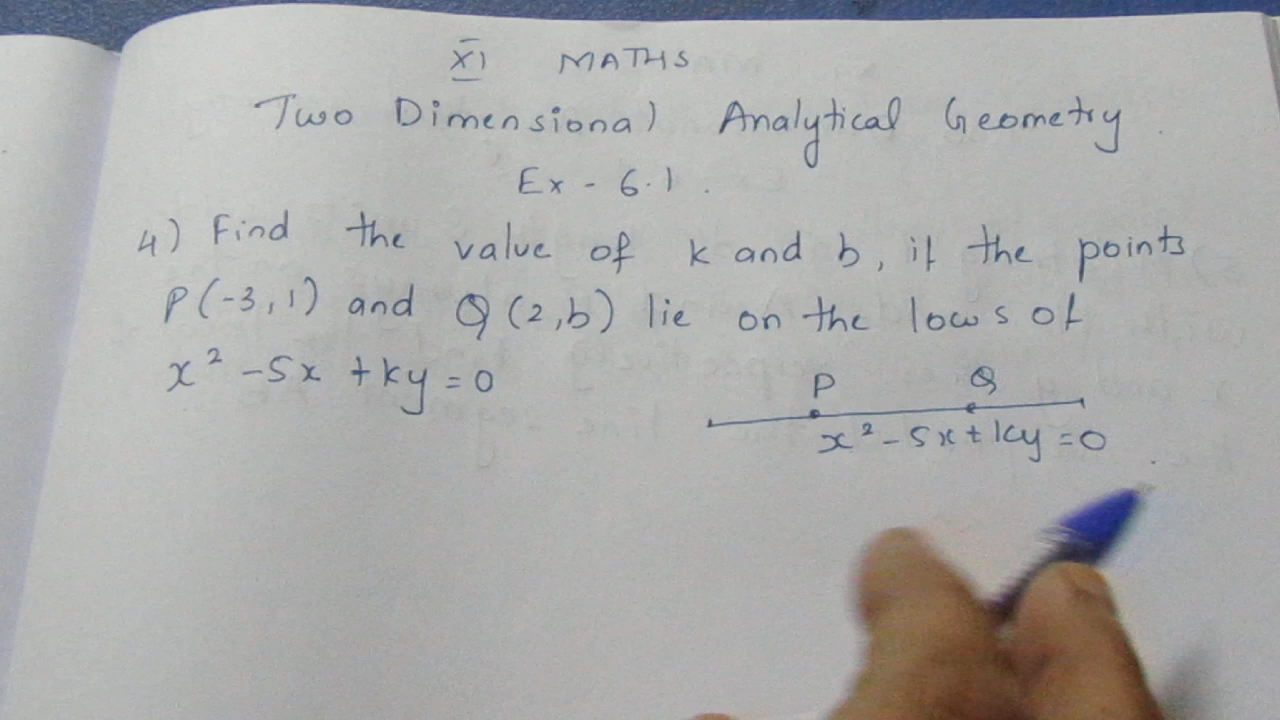 XI MATHS
Two Dimensional Analytical Geometry
Ex - 6.1.
4) Find the value of k and b, if the points
P(-3,1) and Q(2,b) lie on the locus of
x² -5x +ky = 0
P Q
x² - 5x + ky = 0